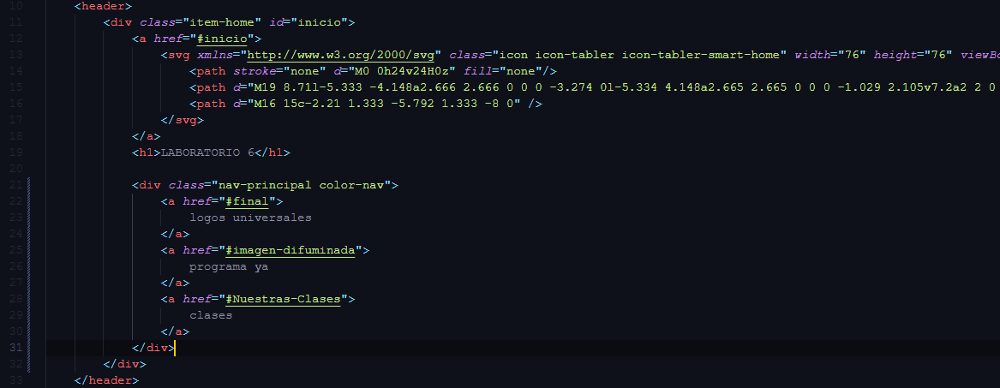 10 <header>
11 <div class="item-home" id="inicio">
12 <a href="#inicio">
13 <svg xmlns="http://www.w3.org/2000/svg" class="icon icon-tabler icon-tabler-smart-home" width="76" height="76" viewBo
14 <path stroke="none" d="M0 0h24v24H0z" fill="none"/>
15 <path d="M19 8.71l-5.333 -4.148a2.666 2.666 0 0 0 -3.274 0l-5.334 4.148a2.665 2.665 0 0 0 -1.029 2.105v7.2a2 2 0
16 <path d="M16 15c-2.21 1.333 -5.792 1.333 -8 0" />
17 </svg>
18 </a>
19 <h1>LABORATORIO 6</h1>
20
21 <div class="nav-principal color-nav">
22 <a href="#final">
23 logos universales
24 </a>
25 <a href="#imagen-difuminada">
26 programa ya
27 </a>
28 <a href="#Nuestras-Clases">
29 clases
30 </a>
31 </div>
32 </div>
33 </header>